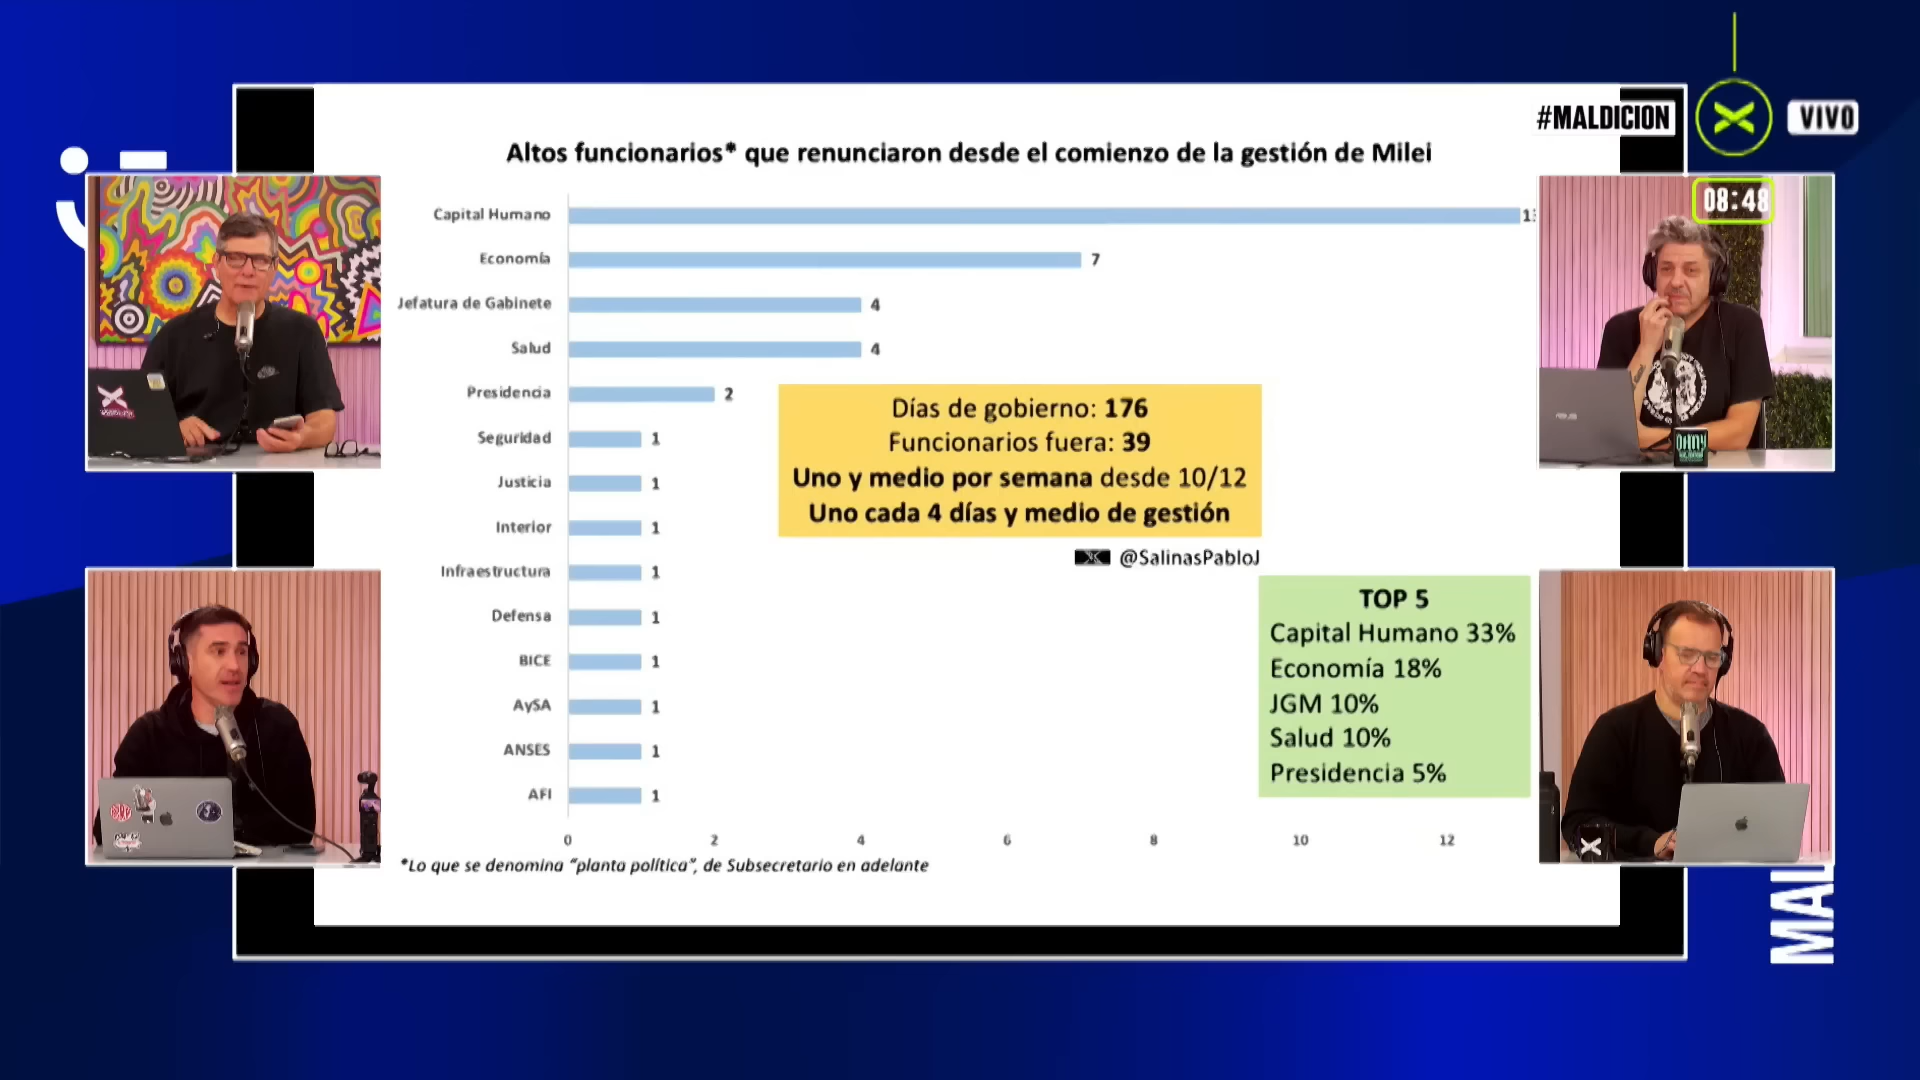 #MALDICION
VIVO
08:48
Altos funcionarios* que renunciaron desde el comienzo de la gestión de Milei
Capital Humano
Economía 7
Jefatura de Gabinete 4
Salud 4
Presidencia 2
Seguridad 1
Justicia 1
Interior 1
Infraestructura 1
Defensa 1
BICE 1
AySA 1
ANSES 1
AFI 1
0 2 4 6 8 10 12
*Lo que se denomina "planta política", de Subsecretario en adelante
Días de gobierno: 176
Funcionarios fuera: 39
Uno y medio por semana desde 10/12
Uno cada 4 días y medio de gestión
@SalinasPabloJ
TOP 5
Capital Humano 33%
Economía 18%
JGM 10%
Salud 10%
Presidencia 5%